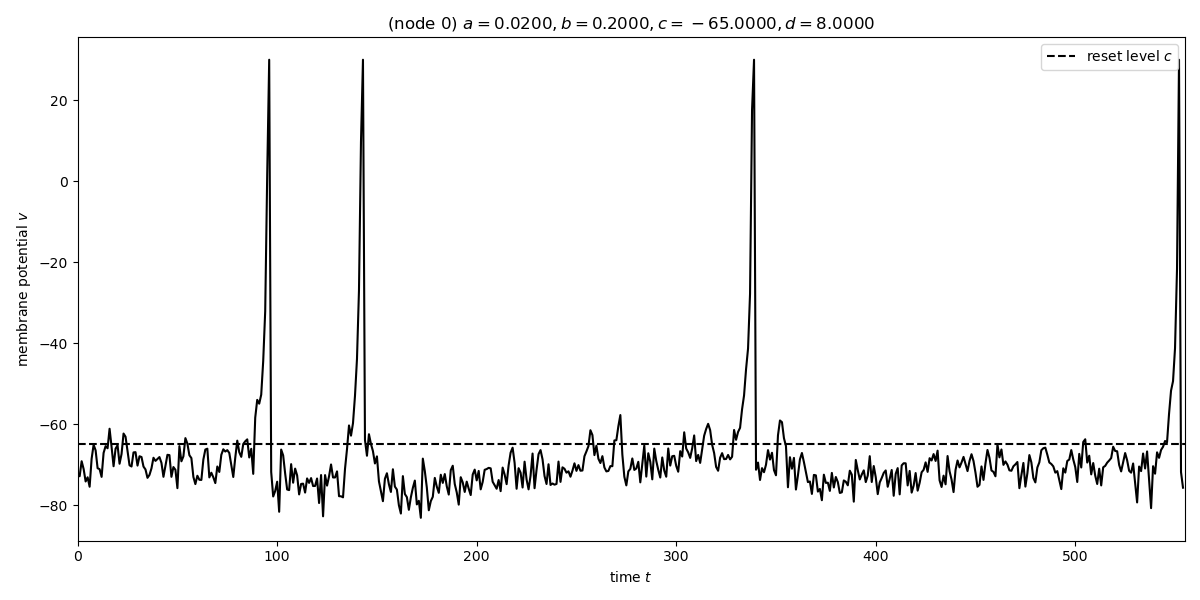 (node 0) a = 0.0200, b = 0.2000, c = −65.0000, d = 8.0000
reset level c
membrane potential v
20
0
−20
−40
−60
−80
0 100 200 300 400 500
time t